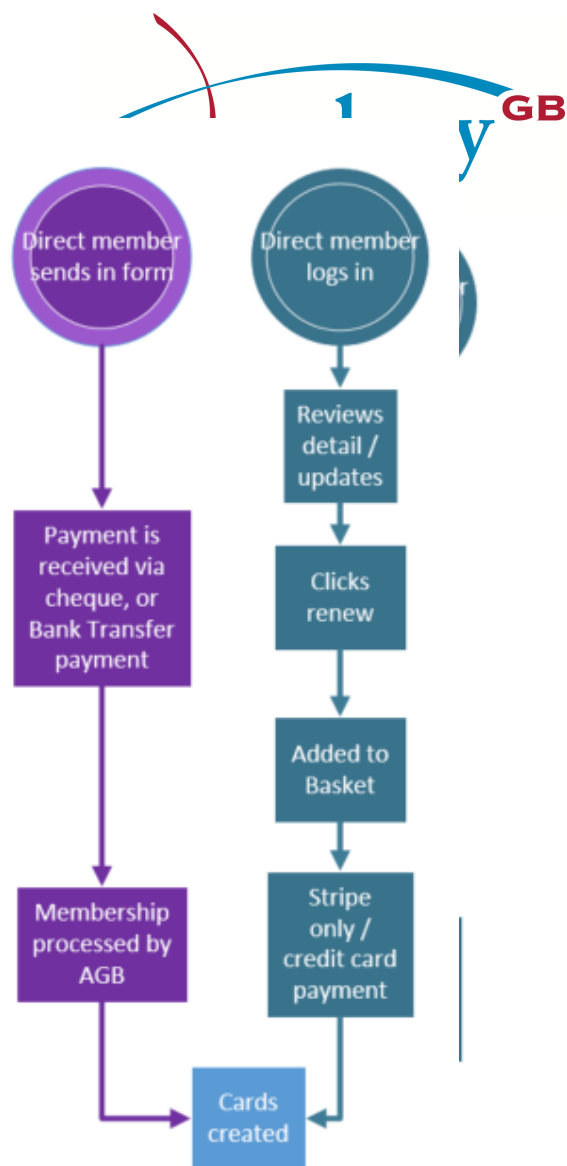 GB
Direct member
sends in form
Payment is
received via
cheque, or
Bank Transfer
payment
Membership
processed by
AGB
Direct member
logs in
Reviews
detail /
updates
Clicks
renew
Added to
Basket
Stripe
only /
credit card
payment
Cards
created